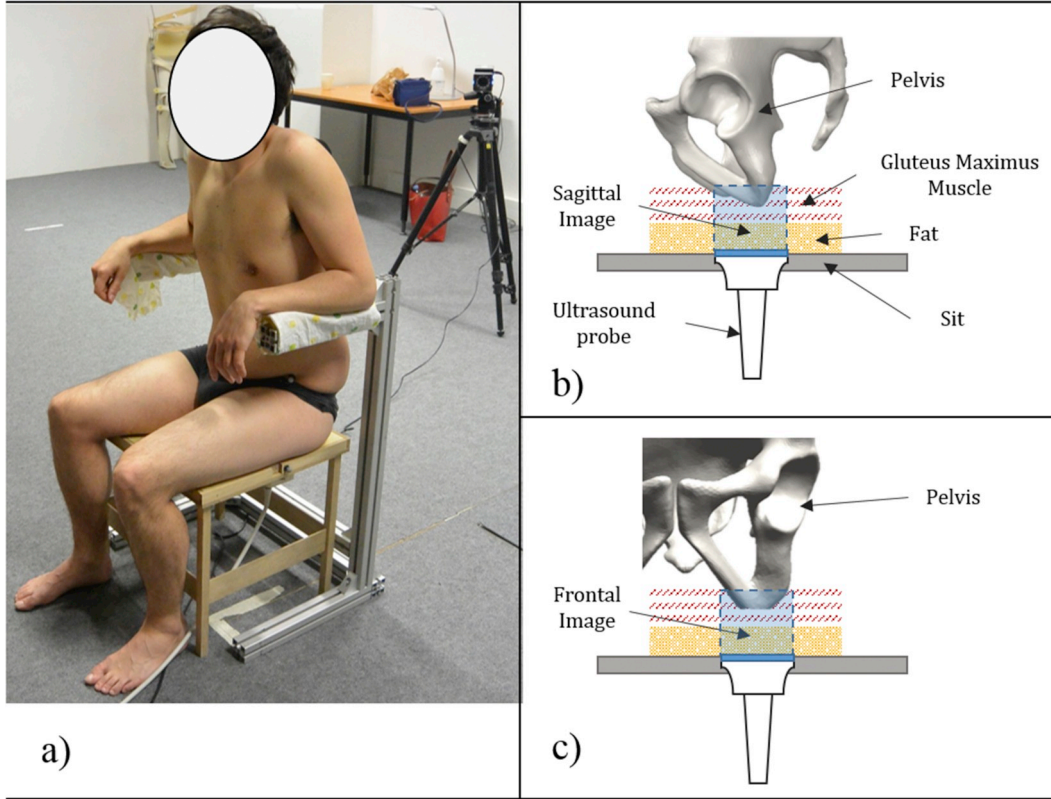 a)
Pelvis
Gluteus Maximus
Muscle
Sagittal
Image
Fat
Ultrasound
probe
Sit
b)
Pelvis
Frontal
Image
c)